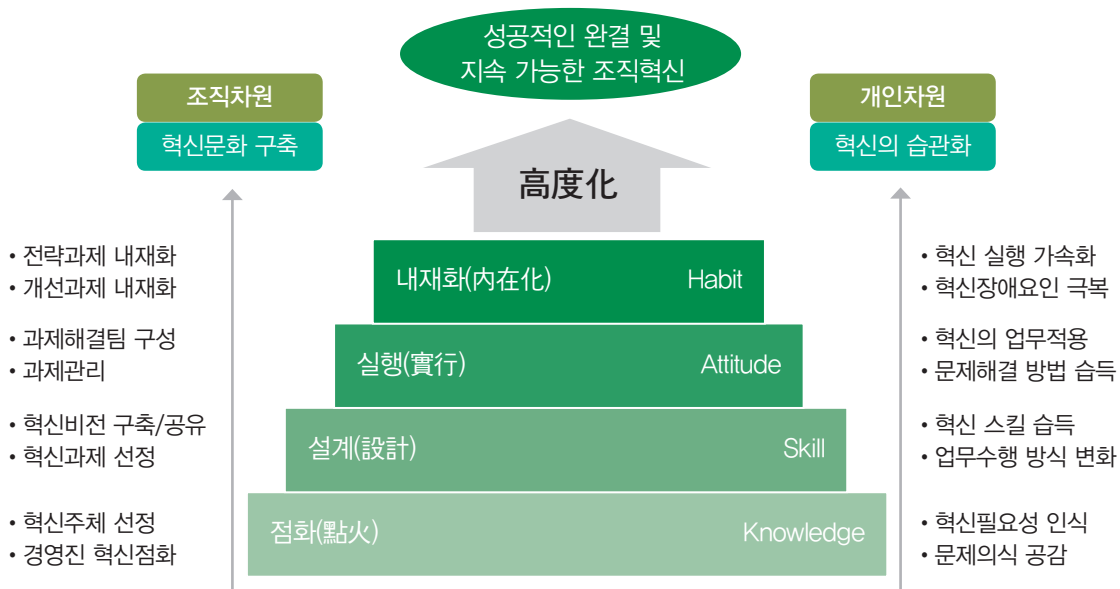 성공적인 완결 및
지속 가능한 조직혁신
조직차원
혁신문화 구축
개인차원
혁신의 습관화
高度化
• 전략과제 내재화
• 개선과제 내재화
내재화(內在化) Habit
• 혁신 실행 가속화
• 혁신장애요인 극복
• 과제해결팀 구성
• 과제관리
실행(實行) Attitude
• 혁신의 업무적용
• 문제해결 방법 습득
• 혁신비전 구축/공유
• 혁신과제 선정
설계(設計) Skill
• 혁신 스킬 습득
• 업무수행 방식 변화
• 혁신주체 선정
• 경영진 혁신점화
점화(點火) Knowledge
• 혁신필요성 인식
• 문제의식 공감